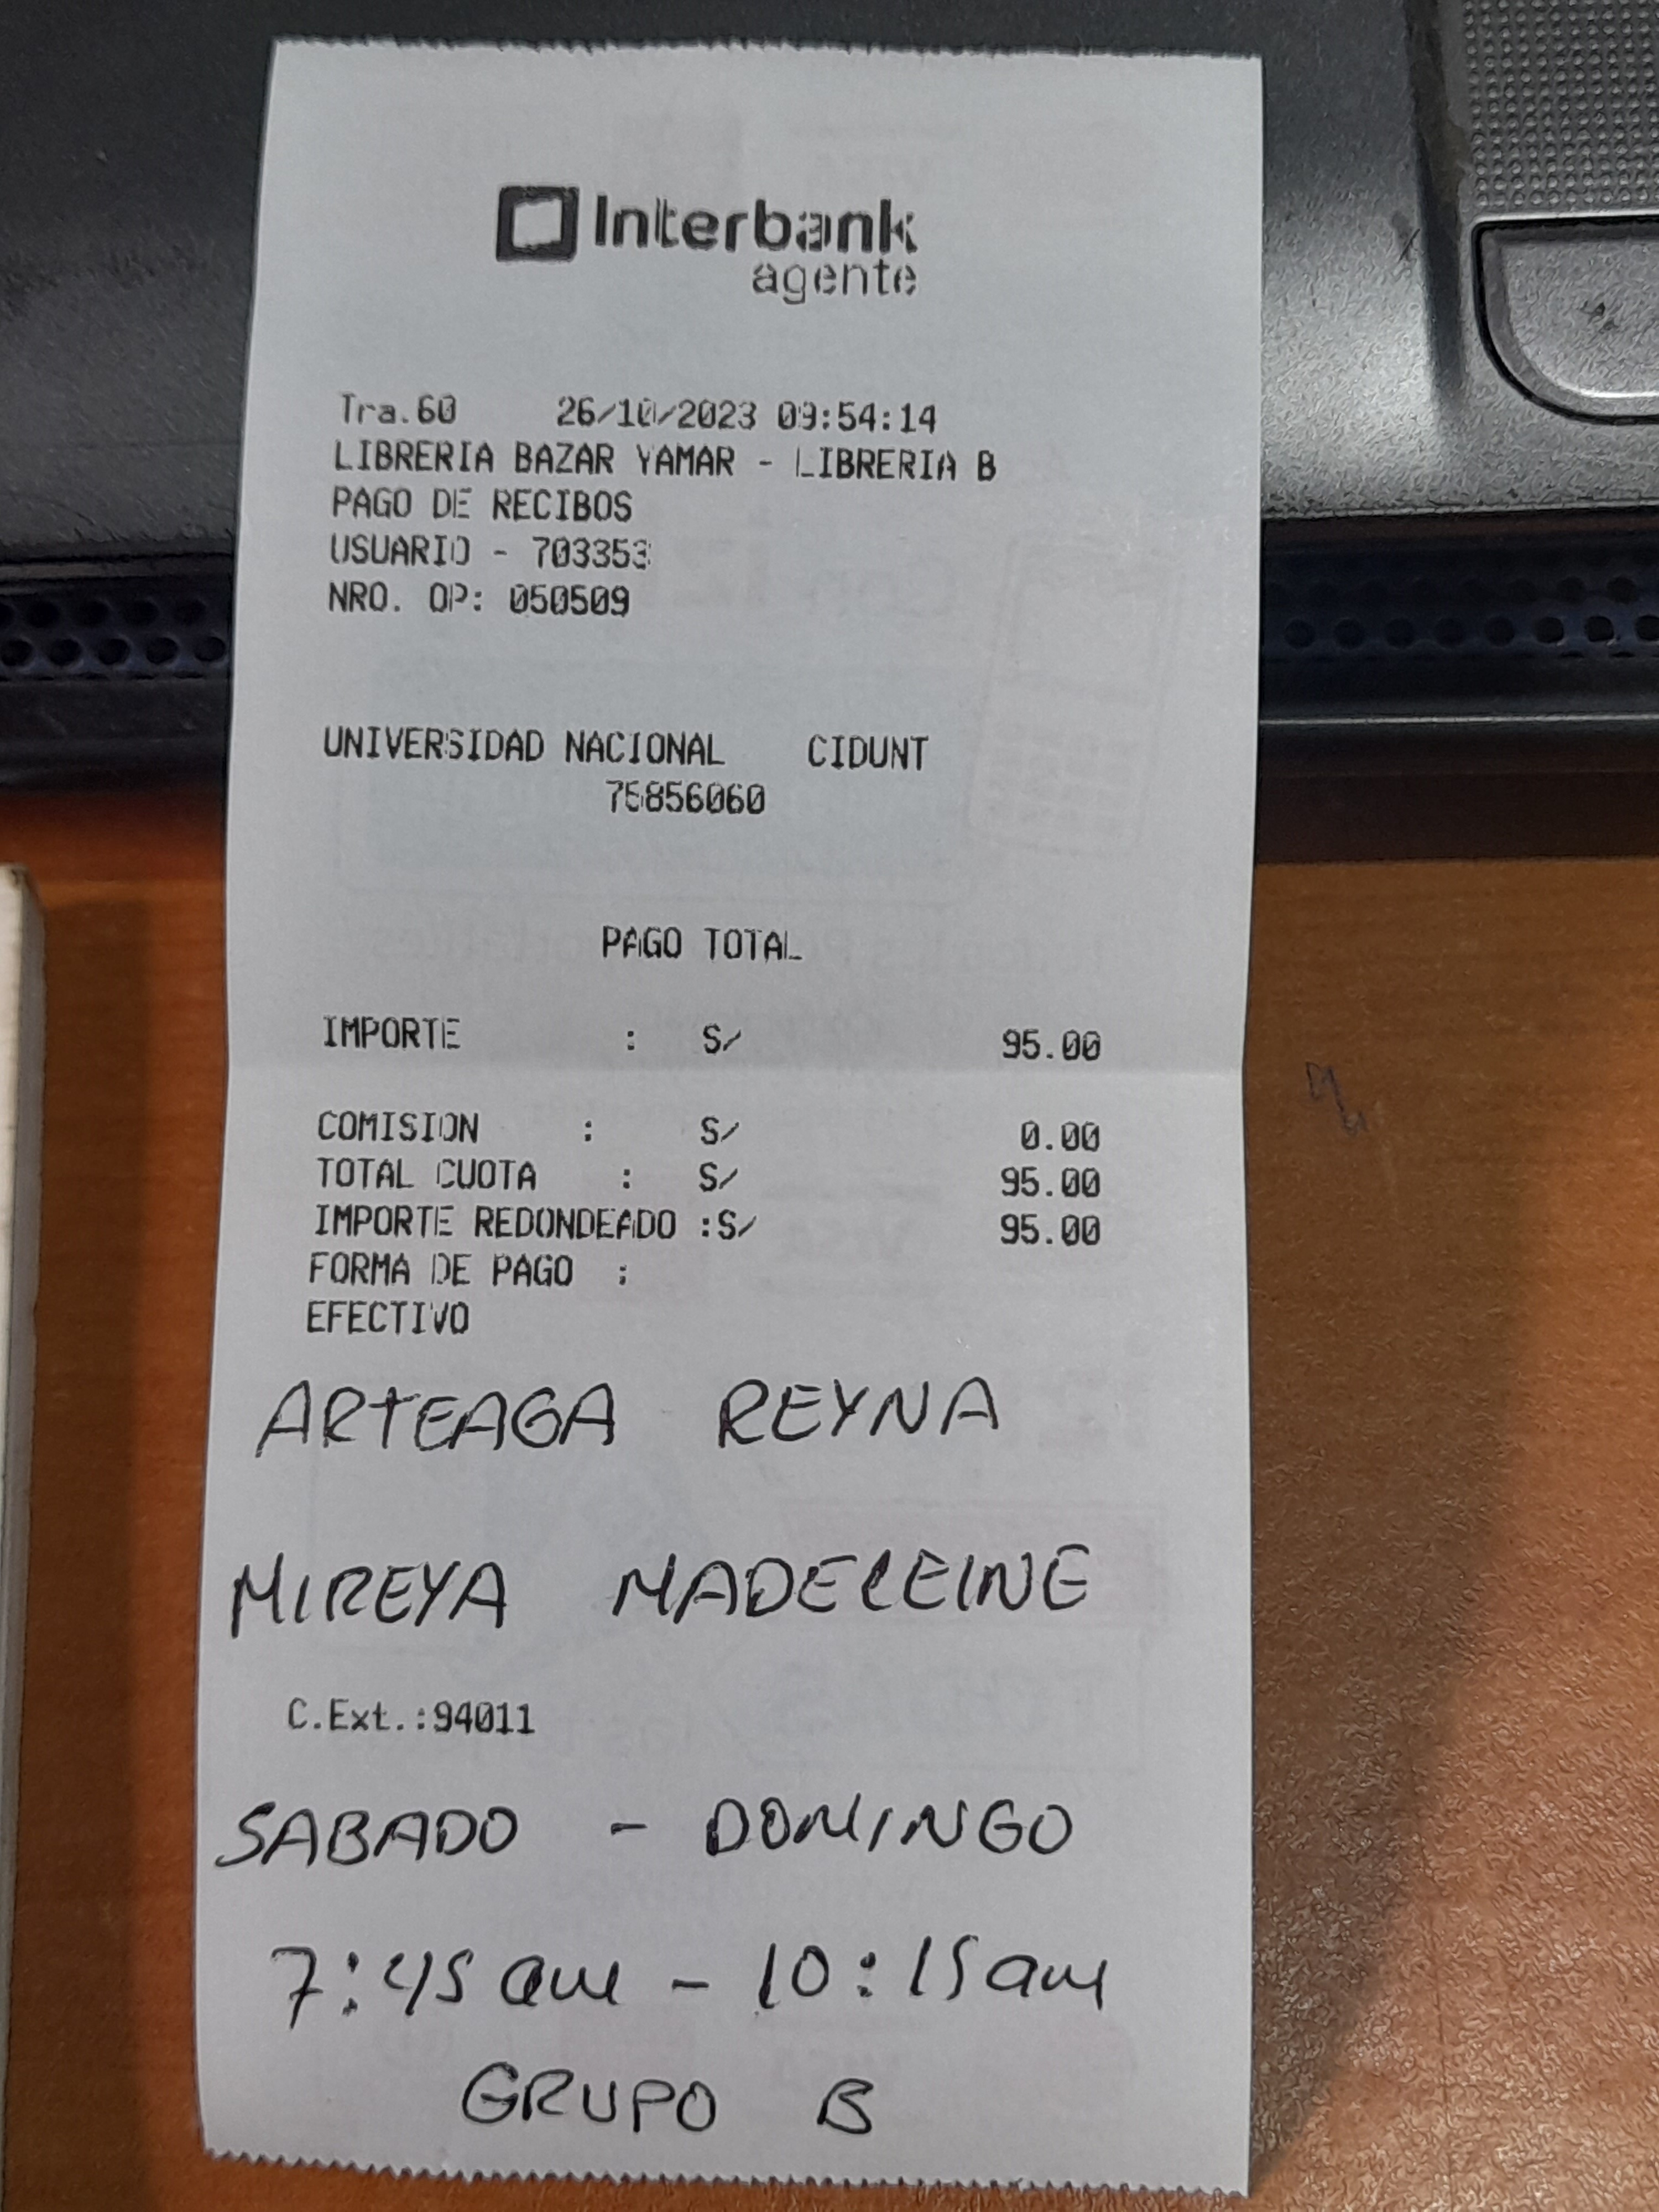 Interbank
agente
Tra.60 26/10/2023 09:54:14
LIBRERIA BAZAR YAMAR - LIBRERIA B
PAGO DE RECIBOS
USUARIO - 703353
NRO. OP: 050509
UNIVERSIDAD NACIONAL CIDUNT
75856060
PAGO TOTAL
IMPORTE : S/ 95.00
COMISION : S/ 0.00
TOTAL CUOTA : S/ 95.00
IMPORTE REDONDEADO :S/ 95.00
FORMA DE PAGO :
EFECTIVO
ARTEAGA REYNA
MIREYA MADELEINE
C.Ext.:94011
SABADO - DOMINGO
7:45 am - 10:15 am
GRUPO B